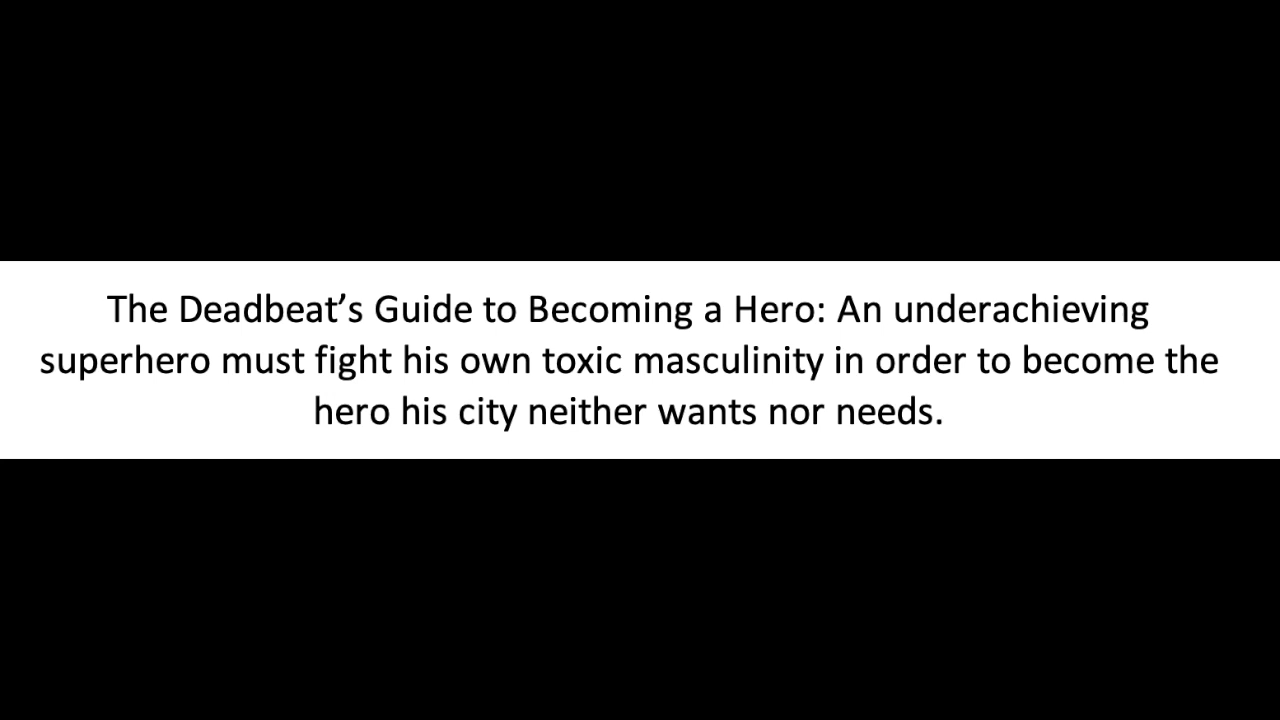 The Deadbeat’s Guide to Becoming a Hero: An underachieving
superhero must fight his own toxic masculinity in order to become the
hero his city neither wants nor needs.